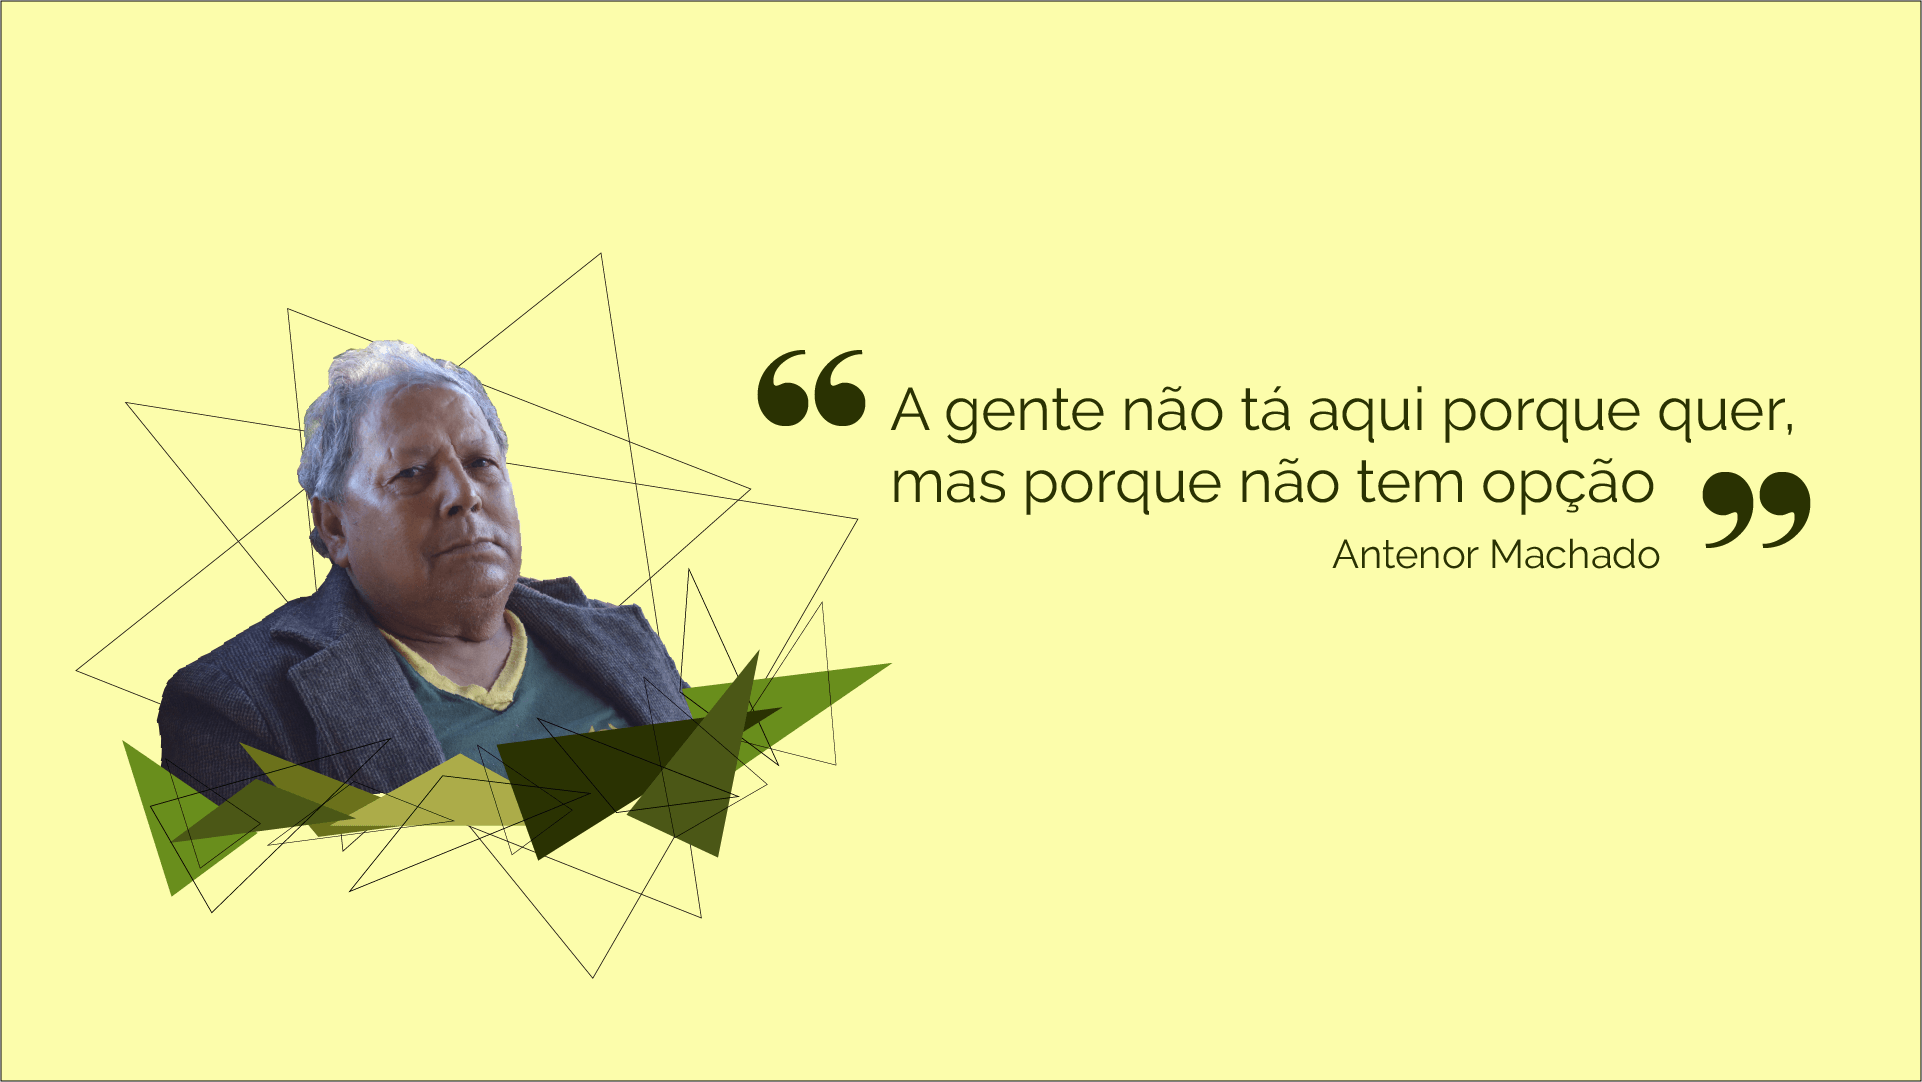 “A gente não tá aqui porque quer,
mas porque não tem opção”
Antenor Machado